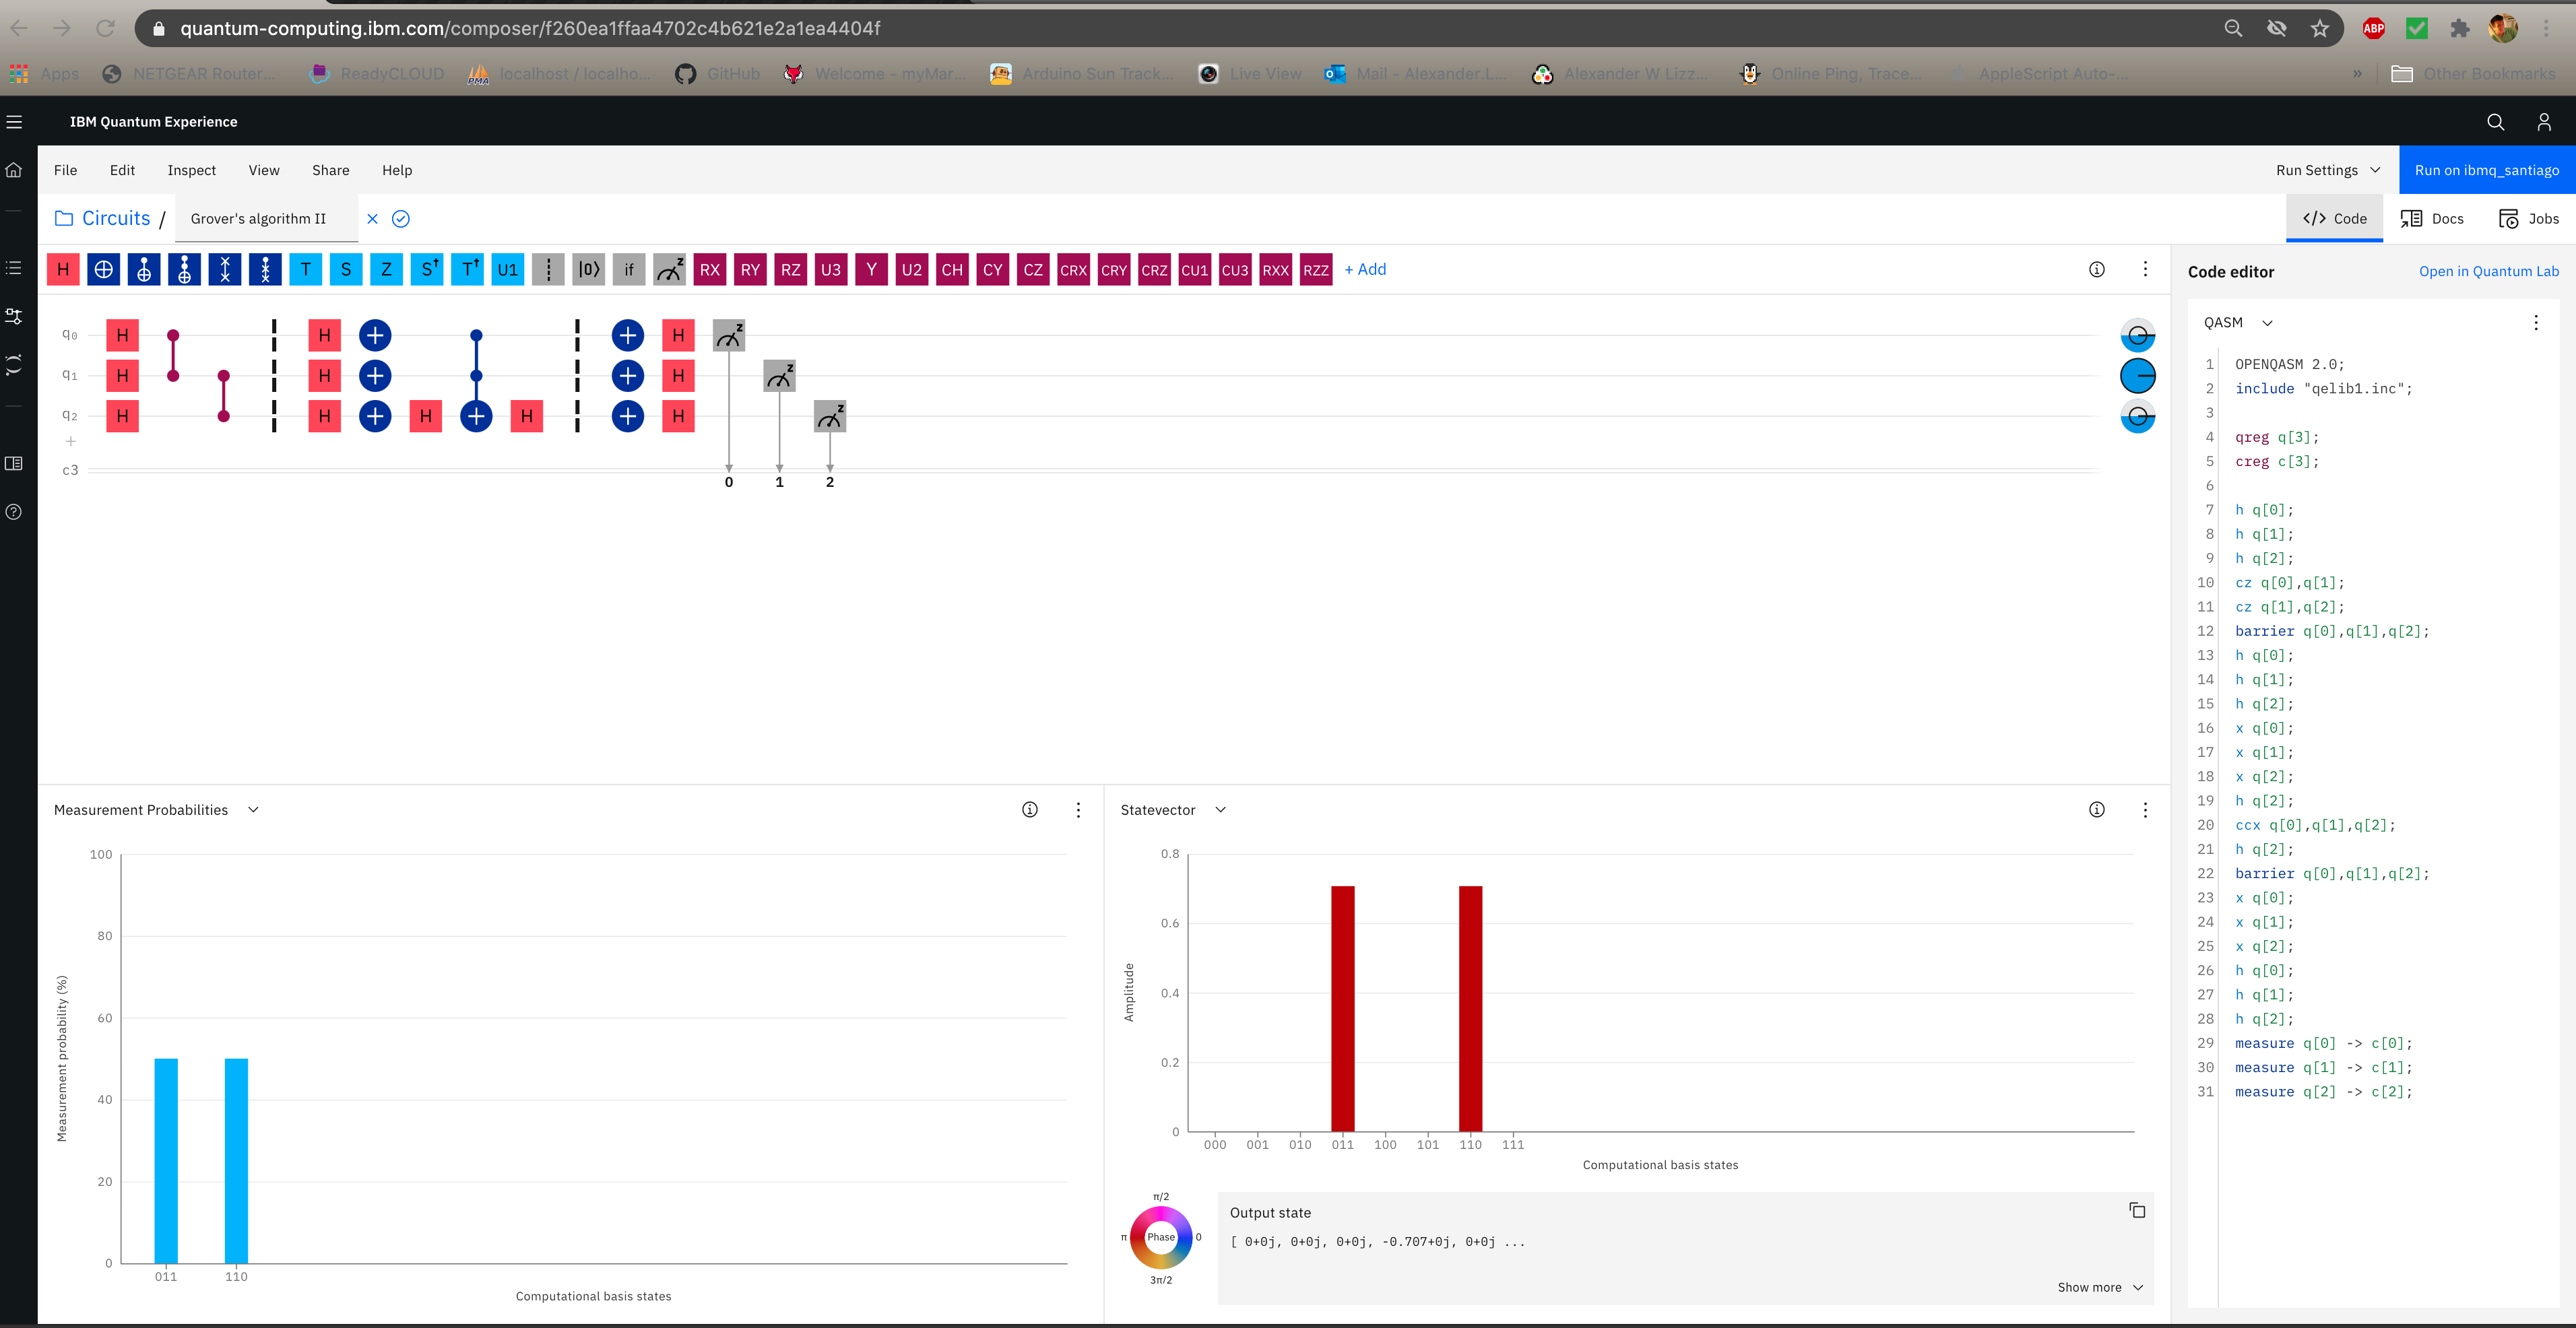 quantum-computing.ibm.com/composer/f260ea1ffaa4702c4b621e2a1ea4404f
ABP
Apps NETGEAR Router... ReadyCLOUD PMA localhost / localho... GitHub Welcome - myMar... Arduino Sun Track... Live View Mail - Alexander.L... Alexander W Lizz... Online Ping, Trace... AppleScript Auto-... » Other Bookmarks
IBM Quantum Experience
File Edit Inspect View Share Help Run Settings Run on ibmq_santiago
Circuits / Grover's algorithm II </> Code Docs Jobs
H T S Z S† T† U1 |0⟩ if z RX RY RZ U3 Y U2 CH CY CZ CRX CRY CRZ CU1 CU3 RXX RZZ + Add
q0 H H + + H z
q1 H H + + H z
q2 H H + H + H + H z
+
c3
0 1 2
Code editor Open in Quantum Lab
QASM
1 OPENQASM 2.0;
2 include "qelib1.inc";
3
4 qreg q[3];
5 creg c[3];
6
7 h q[0];
8 h q[1];
9 h q[2];
10 cz q[0],q[1];
11 cz q[1],q[2];
12 barrier q[0],q[1],q[2];
13 h q[0];
14 h q[1];
15 h q[2];
16 x q[0];
17 x q[1];
18 x q[2];
19 h q[2];
20 ccx q[0],q[1],q[2];
21 h q[2];
22 barrier q[0],q[1],q[2];
23 x q[0];
24 x q[1];
25 x q[2];
26 h q[0];
27 h q[1];
28 h q[2];
29 measure q[0] -> c[0];
30 measure q[1] -> c[1];
31 measure q[2] -> c[2];
Measurement Probabilities
Measurement probability (%)
100
80
60
40
20
0
011 110
Computational basis states
Statevector
Amplitude
0.8
0.6
0.4
0.2
0
000 001 010 011 100 101 110 111
Computational basis states
π/2
π Phase 0
3π/2
Output state
[ 0+0j, 0+0j, 0+0j, -0.707+0j, 0+0j ...
Show more